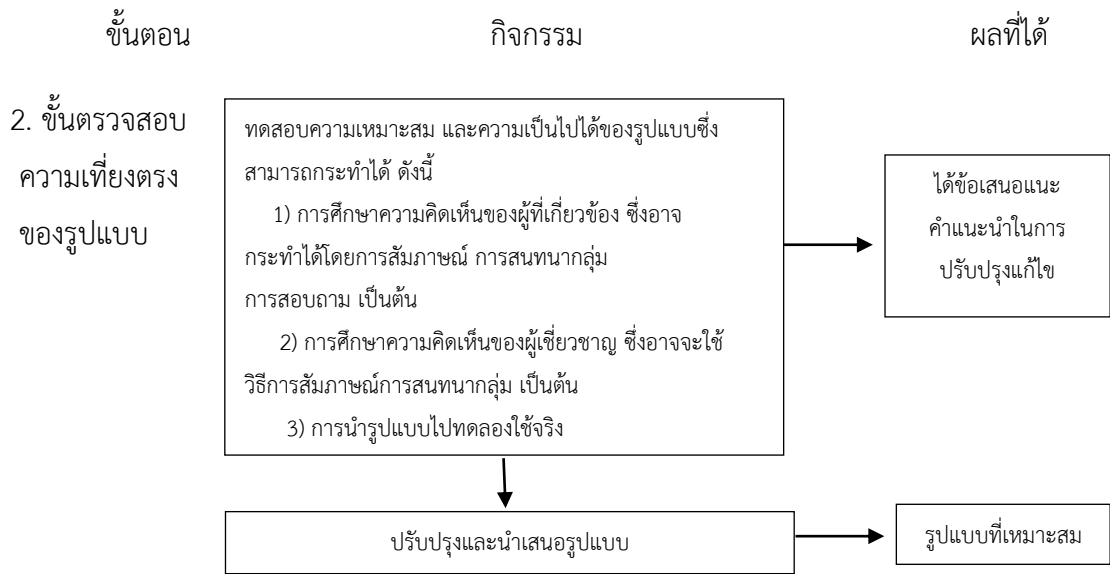 ขั้นตอน กิจกรรม ผลที่ได้
2. ขั้นตรวจสอบ
ความเที่ยงตรง
ของรูปแบบ
ทดสอบความเหมาะสม และความเป็นไปได้ของรูปแบบซึ่ง
สามารถกระทำได้ ดังนี้
1) การศึกษาความคิดเห็นของผู้ที่เกี่ยวข้อง ซึ่งอาจ
กระทำได้โดยการสัมภาษณ์ การสนทนากลุ่ม
การสอบถาม เป็นต้น
2) การศึกษาความคิดเห็นของผู้เชี่ยวชาญ ซึ่งอาจจะใช้
วิธีการสัมภาษณ์การสนทนากลุ่ม เป็นต้น
3) การนำรูปแบบไปทดลองใช้จริง
ได้ข้อเสนอแนะ
คำแนะนำในการ
ปรับปรุงแก้ไข
ปรับปรุงและนำเสนอรูปแบบ
รูปแบบที่เหมาะสม